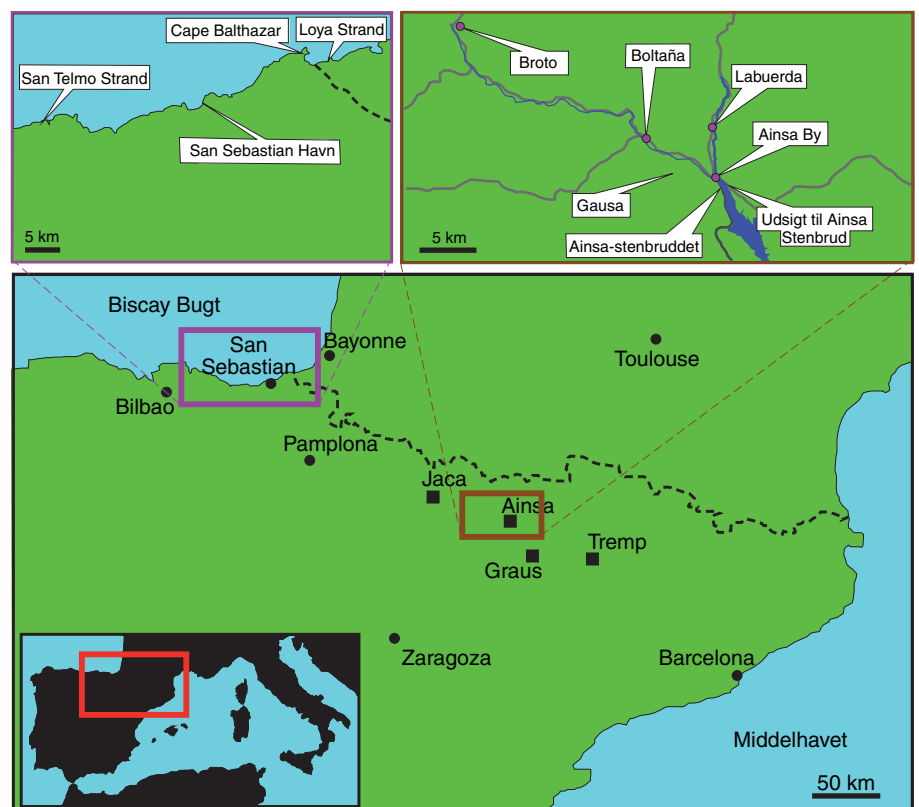 Cape Balthazar
Loya Strand
San Telmo Strand
San Sebastian Havn
5 km
Broto
Boltaña
Labuerda
Ainsa By
Gausa
Udsigt til Ainsa
Stenbrud
Ainsa-stenbruddet
5 km
Biscay Bugt
San
Sebastian
Bayonne
Toulouse
Bilbao
Pamplona
Jaca
Ainsa
Tremp
Graus
Zaragoza
Barcelona
Middelhavet
50 km